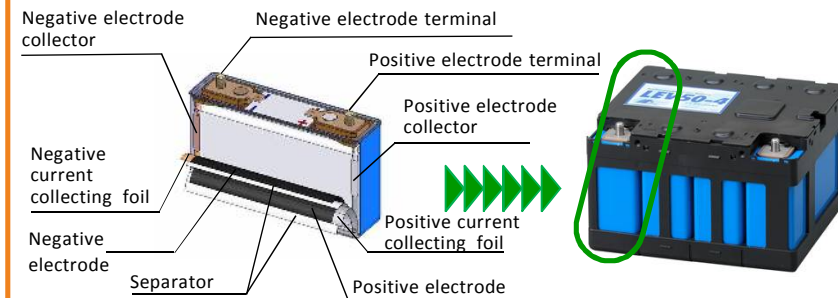 Negative electrode
collector
Negative electrode terminal
Positive electrode terminal
Positive electrode
collector
Negative
current
collecting foil
Negative
electrode
Separator
Positive current
collecting foil
Positive electrode
LEV50-4